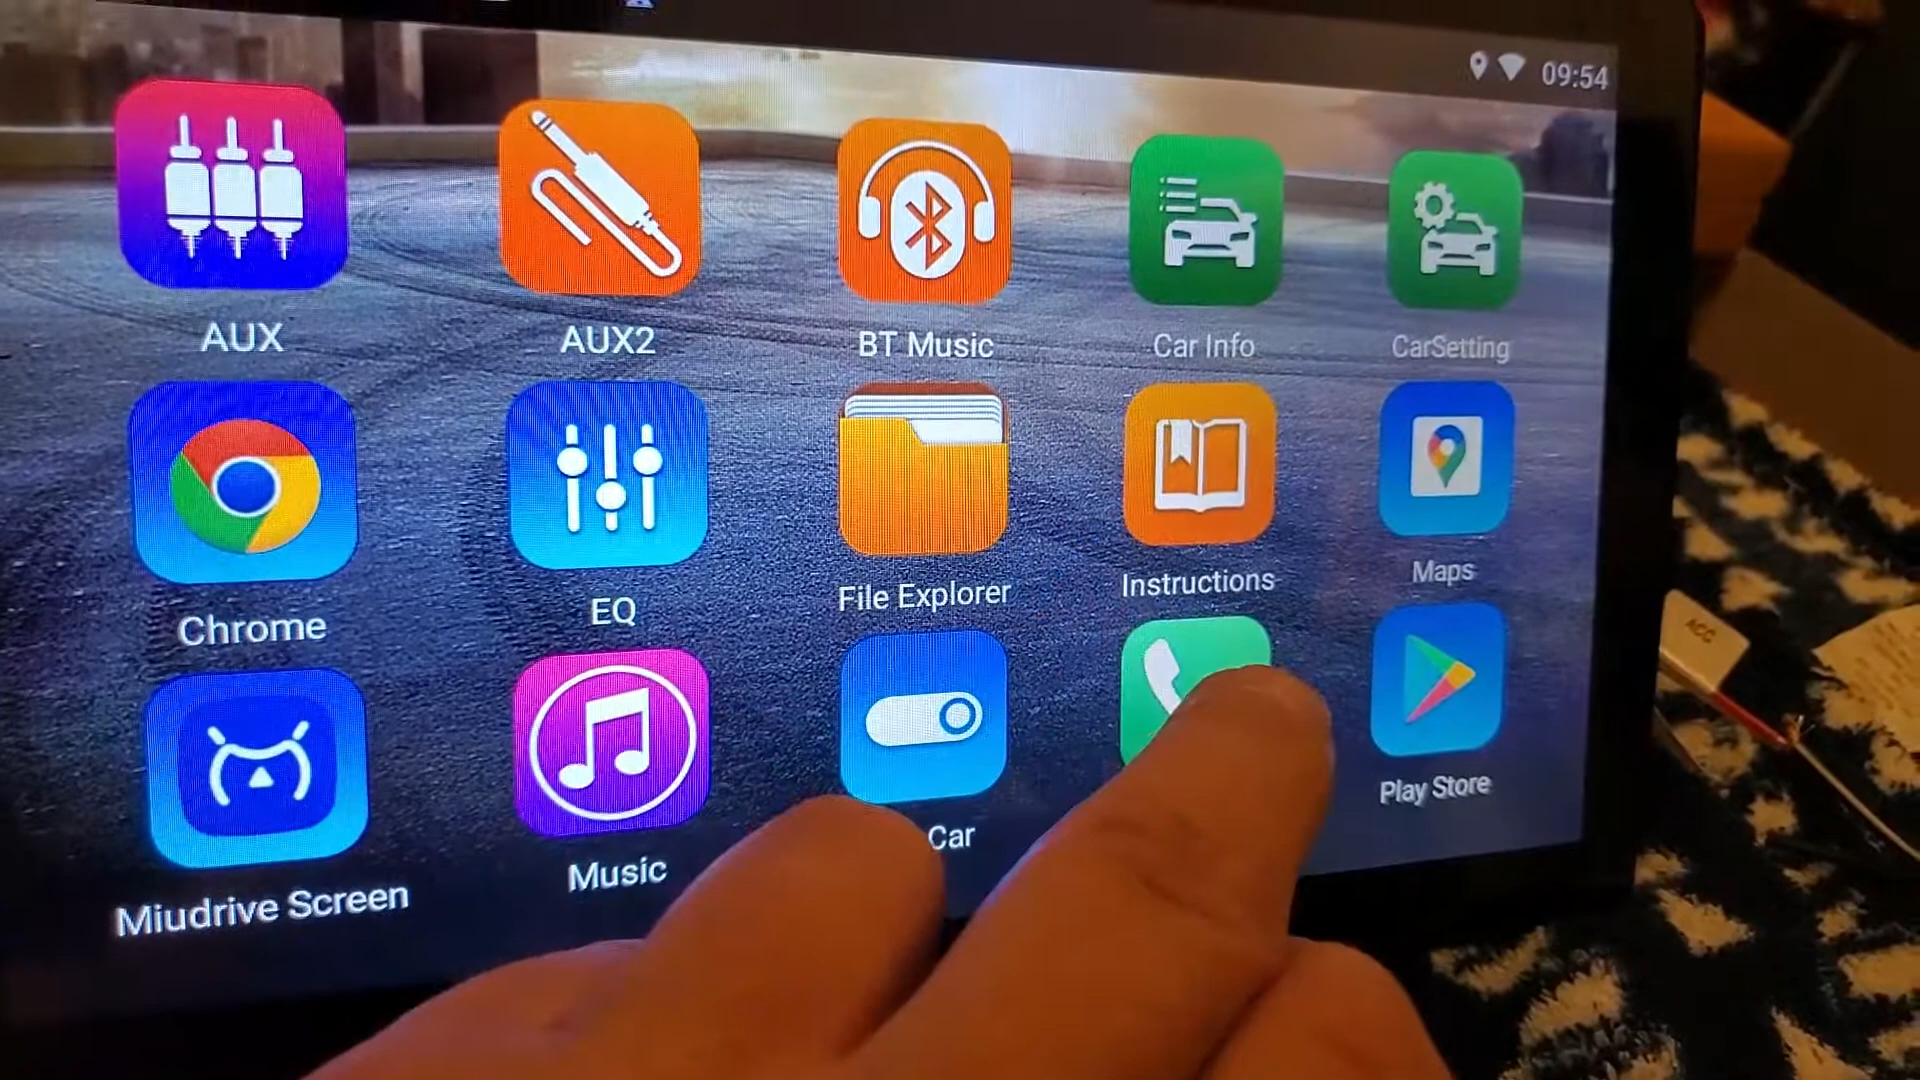 09:54
AUX
AUX2
BT Music
Car Info
CarSetting
Chrome
EQ
File Explorer
Instructions
Maps
Miudrive Screen
Music
Car
Play Store
ACC